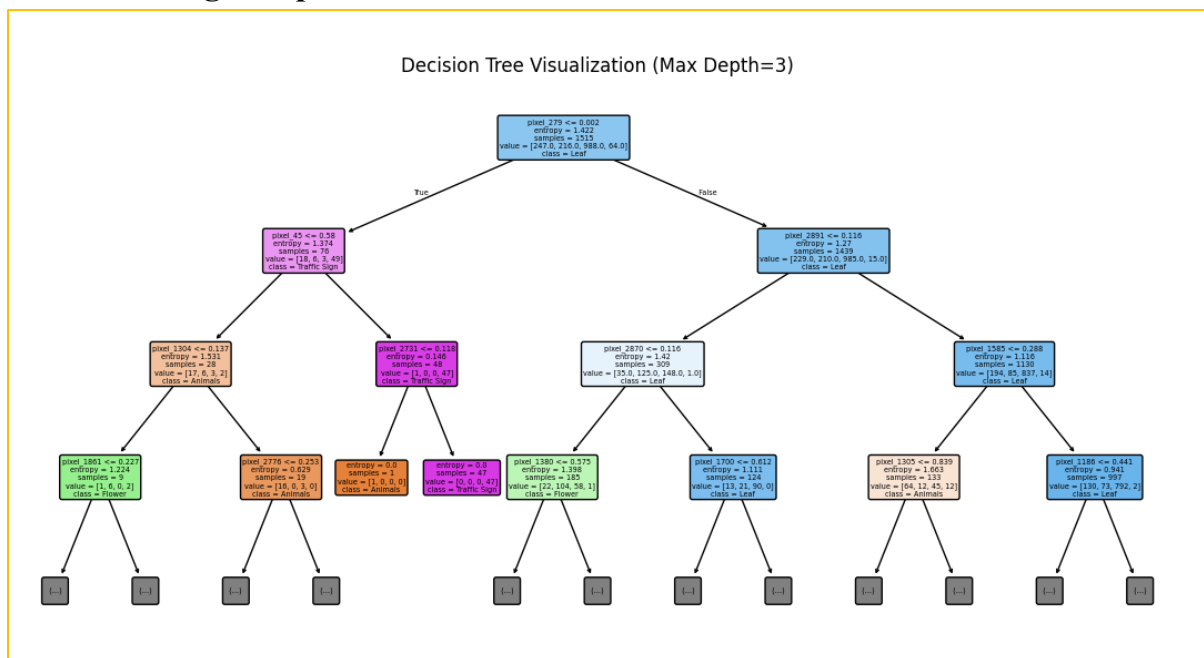 Decision Tree Visualization (Max Depth=3)
pixel_279 <= 0.002
entropy = 1.422
samples = 1515
value = [247.0, 216.0, 988.0, 64.0]
class = Leaf
True
False
pixel_45 <= 0.58
entropy = 1.374
samples = 76
value = [18, 6, 3, 49]
class = Traffic Sign
pixel_2891 <= 0.116
entropy = 1.27
samples = 1439
value = [229.0, 210.0, 985.0, 15.0]
class = Leaf
pixel_1304 <= 0.137
entropy = 1.531
samples = 28
value = [17, 6, 3, 2]
class = Animals
pixel_2731 <= 0.118
entropy = 0.146
samples = 48
value = [1, 0, 0, 47]
class = Traffic Sign
pixel_2870 <= 0.116
entropy = 1.42
samples = 309
value = [35.0, 125.0, 148.0, 1.0]
class = Leaf
pixel_1585 <= 0.288
entropy = 1.116
samples = 1130
value = [194, 85, 837, 14]
class = Leaf
pixel_1861 <= 0.227
entropy = 1.224
samples = 9
value = [1, 6, 0, 2]
class = Flower
pixel_2776 <= 0.253
entropy = 0.629
samples = 19
value = [16, 0, 3, 0]
class = Animals
entropy = 0.0
samples = 1
value = [1, 0, 0, 0]
class = Animals
entropy = 0.0
samples = 47
value = [0, 0, 0, 47]
class = Traffic Sign
pixel_1380 <= 0.575
entropy = 1.398
samples = 185
value = [22, 104, 58, 1]
class = Flower
pixel_1700 <= 0.612
entropy = 1.111
samples = 124
value = [13, 21, 90, 0]
class = Leaf
pixel_1305 <= 0.839
entropy = 1.663
samples = 133
value = [64, 12, 45, 12]
class = Animals
pixel_1186 <= 0.441
entropy = 0.941
samples = 997
value = [130, 73, 792, 2]
class = Leaf
(...)
(...)
(...)
(...)
(...)
(...)
(...)
(...)
(...)
(...)
(...)
(...)